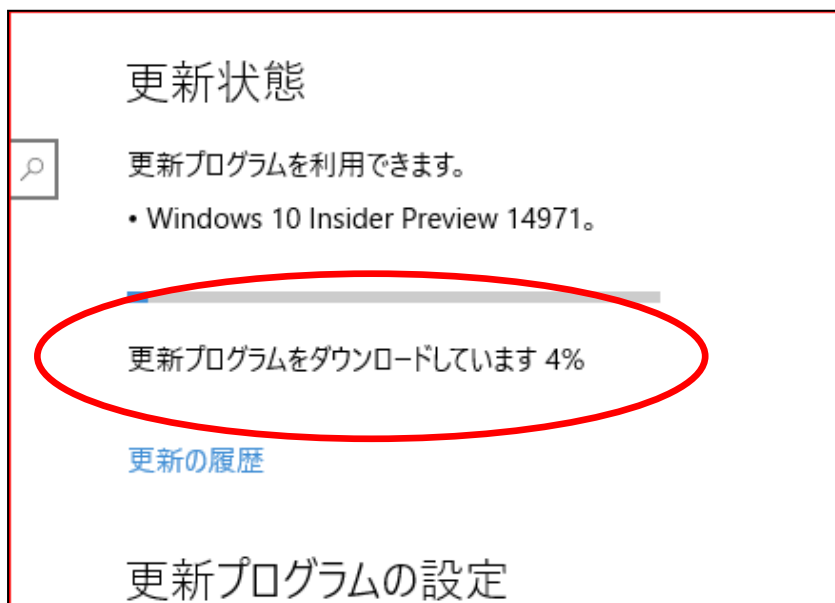 更新状態
更新プログラムを利用できます。
• Windows 10 Insider Preview 14971。
更新プログラムをダウンロードしています 4%
更新の履歴
更新プログラムの設定